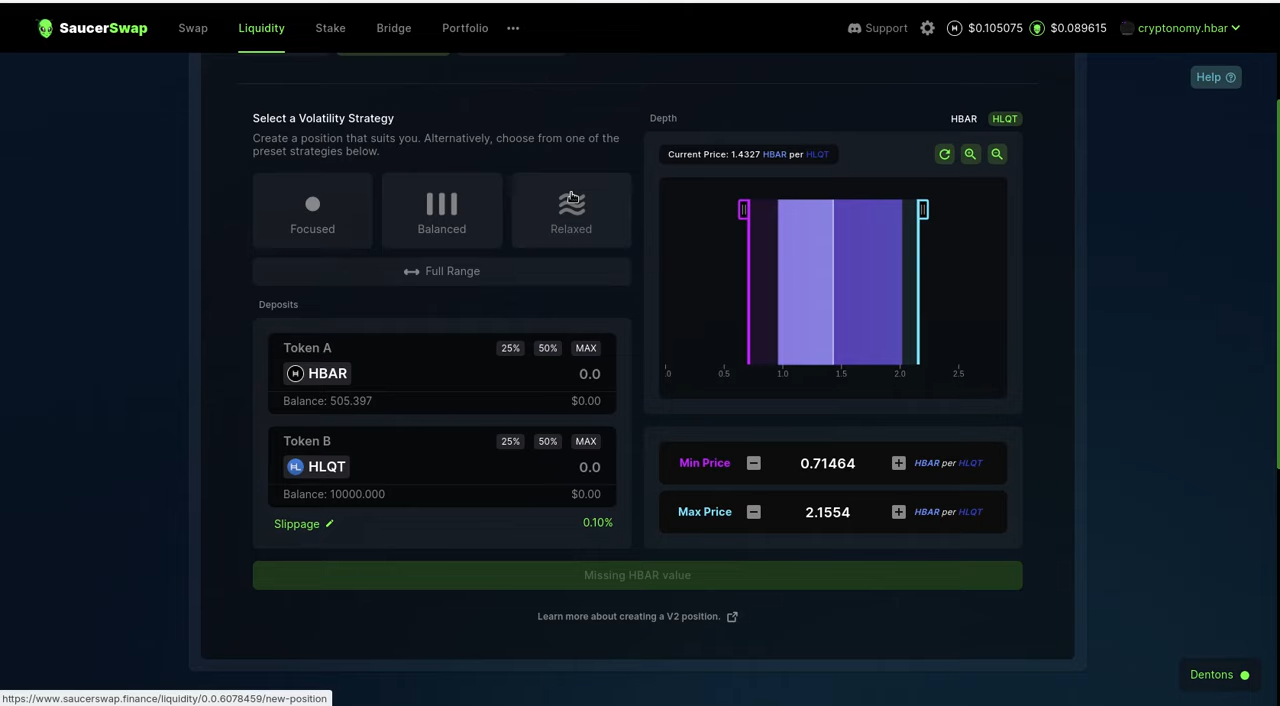 SaucerSwap Swap Liquidity Stake Bridge Portfolio ••• Support $0.105075 $0.089615 cryptonomy.hbar
Help
Select a Volatility Strategy
Create a position that suits you. Alternatively, choose from one of the
preset strategies below.
Focused Balanced Relaxed
Full Range
Deposits
Token A 25% 50% MAX
HBAR 0.0
Balance: 505.397 $0.00
Token B 25% 50% MAX
HL HLQT 0.0
Balance: 10000.000 $0.00
Slippage 0.10%
Depth HBAR HLQT
Current Price: 1.4327 HBAR per HLQT
.0 0.5 1.0 1.5 2.0 2.5
Min Price 0.71464 HBAR per HLQT
Max Price 2.1554 HBAR per HLQT
Missing HBAR value
Learn more about creating a V2 position.
Dentons
https://www.saucerswap.finance/liquidity/0.0.6078459/new-position